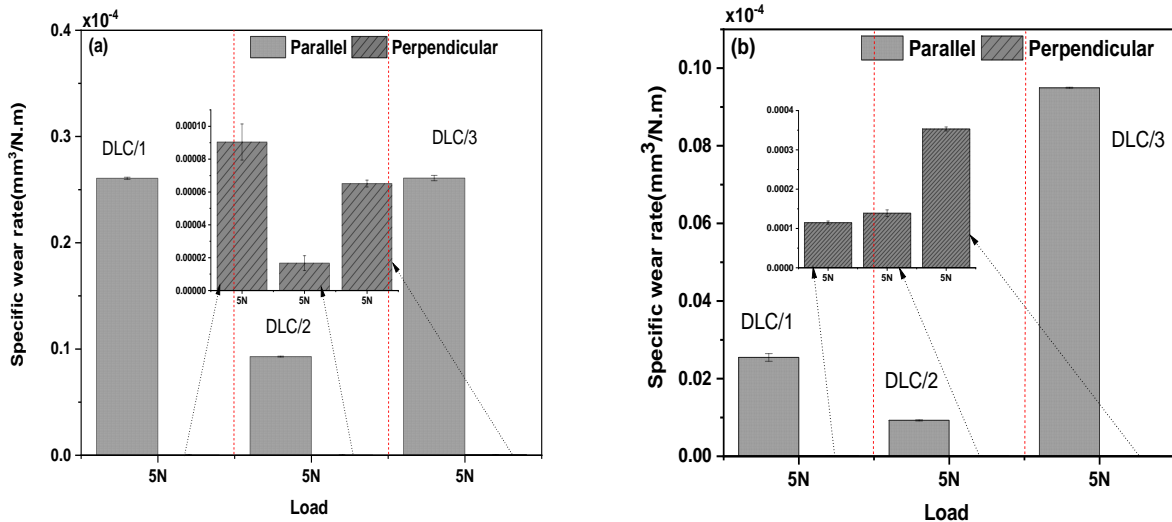 x10-4
(a)
Parallel
Perpendicular
0.4
0.3
0.2
0.1
0.0
Specific wear rate(mm3/N.m)
DLC/1
DLC/2
DLC/3
0.00010
0.00008
0.00006
0.00004
0.00002
0.00000
5N
5N
5N
5N
5N
5N
Load
x10-4
(b)
Parallel
Perpendicular
0.10
0.08
0.06
0.04
0.02
0.00
Specific wear rate(mm3/N.m)
DLC/1
DLC/2
DLC/3
0.0004
0.0003
0.0002
0.0001
0.0000
5N
5N
5N
5N
5N
5N
Load